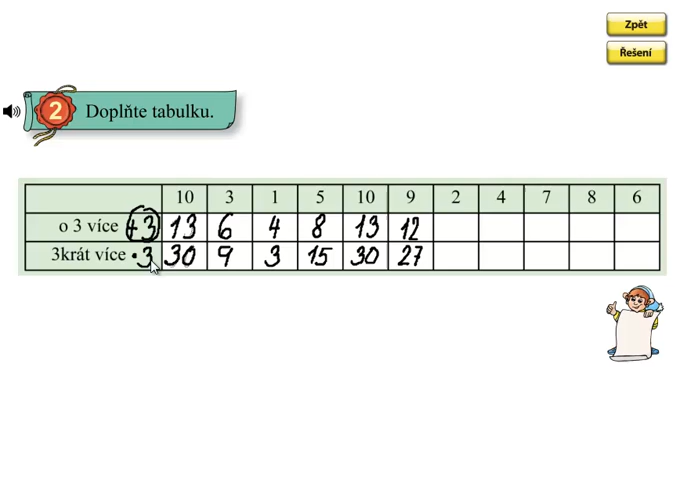 Zpět
Řešení
2 Doplňte tabulku.
10 3 1 5 10 9 2 4 7 8 6
o 3 více +3 13 6 4 8 13 12
3krát více •3 30 9 3 15 30 27